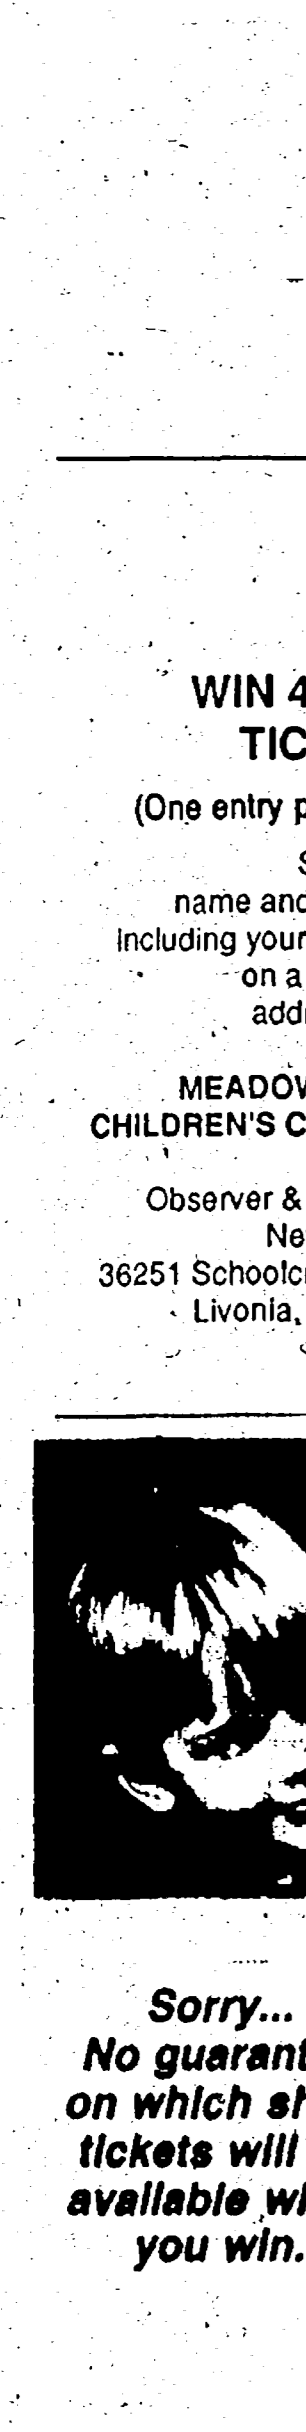 WIN 4
TIC
(One entry p
S
name and
including your
on a
addr
MEADOW
CHILDREN'S C
Observer &
Ne
36251 Schoolcr
Livonia,
Sorry...
No guarant
on which sh
tickets will
available wh
you win.